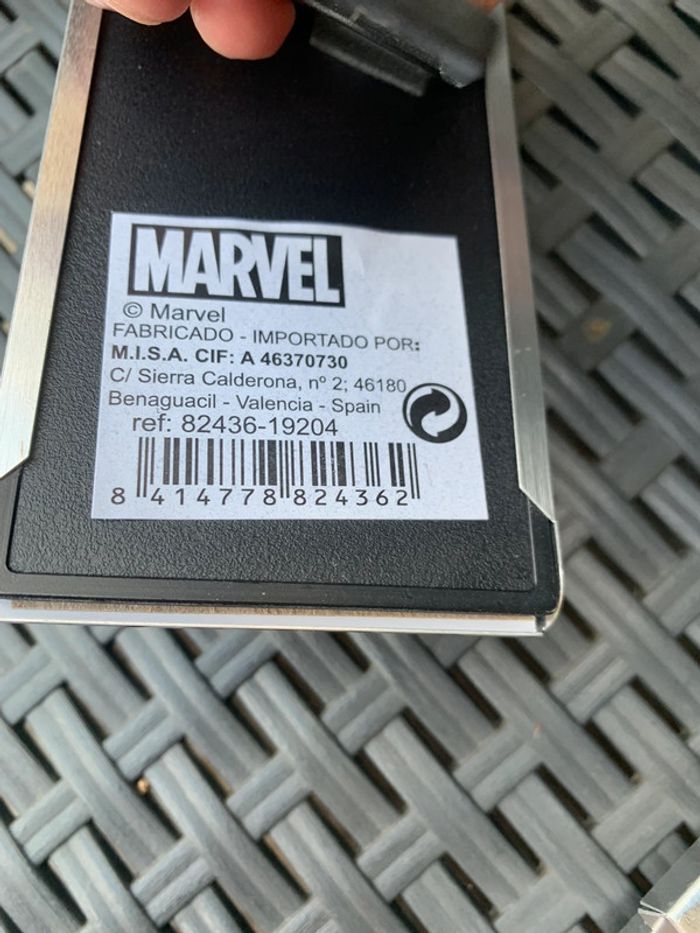 MARVEL
© Marvel
FABRICADO - IMPORTADO POR:
M.I.S.A. CIF: A 46370730
C/ Sierra Calderona, nº 2; 46180
Benaguacil - Valencia - Spain
ref: 82436-19204
8 414778 824362